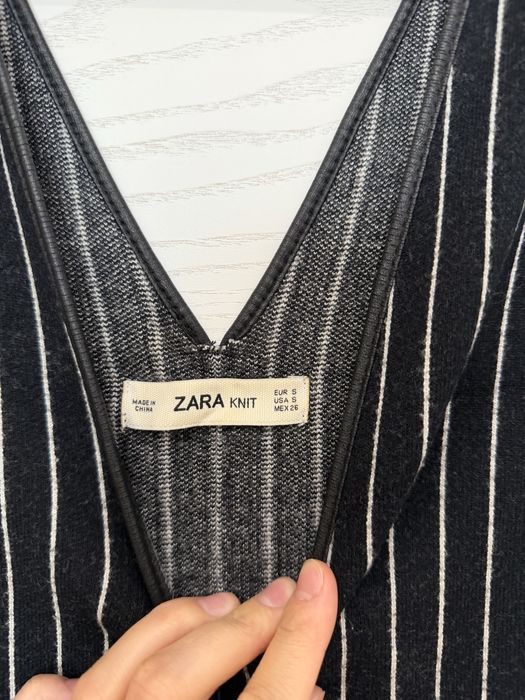 MADE IN
CHINA
ZARA KNIT
EUR S
USA S
MEX 26